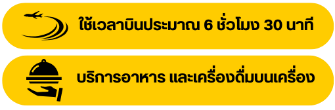 ใช้เวลาบินประมาณ 6 ชั่วโมง 30 นาที
บริการอาหาร และเครื่องดื่มบนเครื่อง